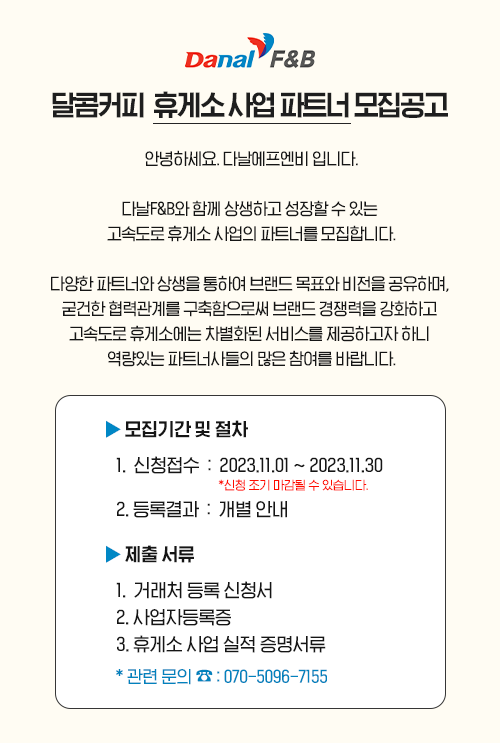 Danal F&B
달콤커피 휴게소 사업 파트너 모집공고
안녕하세요. 다날에프엔비 입니다.
다날F&B와 함께 상생하고 성장할 수 있는
고속도로 휴게소 사업의 파트너를 모집합니다.
다양한 파트너와 상생을 통하여 브랜드 목표와 비전을 공유하며,
굳건한 협력관계를 구축함으로써 브랜드 경쟁력을 강화하고
고속도로 휴게소에는 차별화된 서비스를 제공하고자 하니
역량있는 파트너사들의 많은 참여를 바랍니다.
▶ 모집기간 및 절차
1. 신청접수 : 2023.11.01 ~ 2023.11.30
*신청 조기 마감될 수 있습니다.
2. 등록결과 : 개별 안내
▶ 제출 서류
1. 거래처 등록 신청서
2. 사업자등록증
3. 휴게소 사업 실적 증명서류
* 관련 문의 ☎ : 070-5096-7155